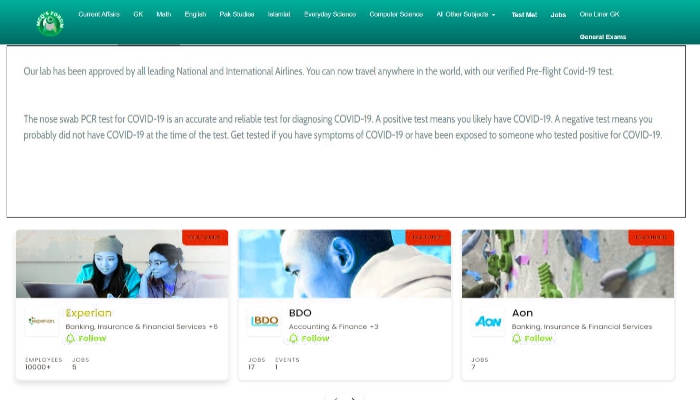 Current Affairs GK Math English Pak Studies Islamiat Everyday Science Computer Science All Other Subjects Test Me! Jobs One Liner GK
General Exams
Our lab has been approved by all leading National and International Airlines. You can now travel anywhere in the world, with our verified Pre-flight Covid-19 test.
The nose swab PCR test for COVID-19 is an accurate and reliable test for diagnosing COVID-19. A positive test means you likely have COVID-19. A negative test means you
probably did not have COVID-19 at the time of the test. Get tested if you have symptoms of COVID-19 or have been exposed to someone who tested positive for COVID-19.
experian. Experian
Banking, Insurance & Financial Services +6
Follow
EMPLOYEES JOBS
10000+ 5
IBDO BDO
Accounting & Finance +3
Follow
JOBS EVENTS
17 1
AON Aon
Banking, Insurance & Financial Services
Follow
JOBS
7